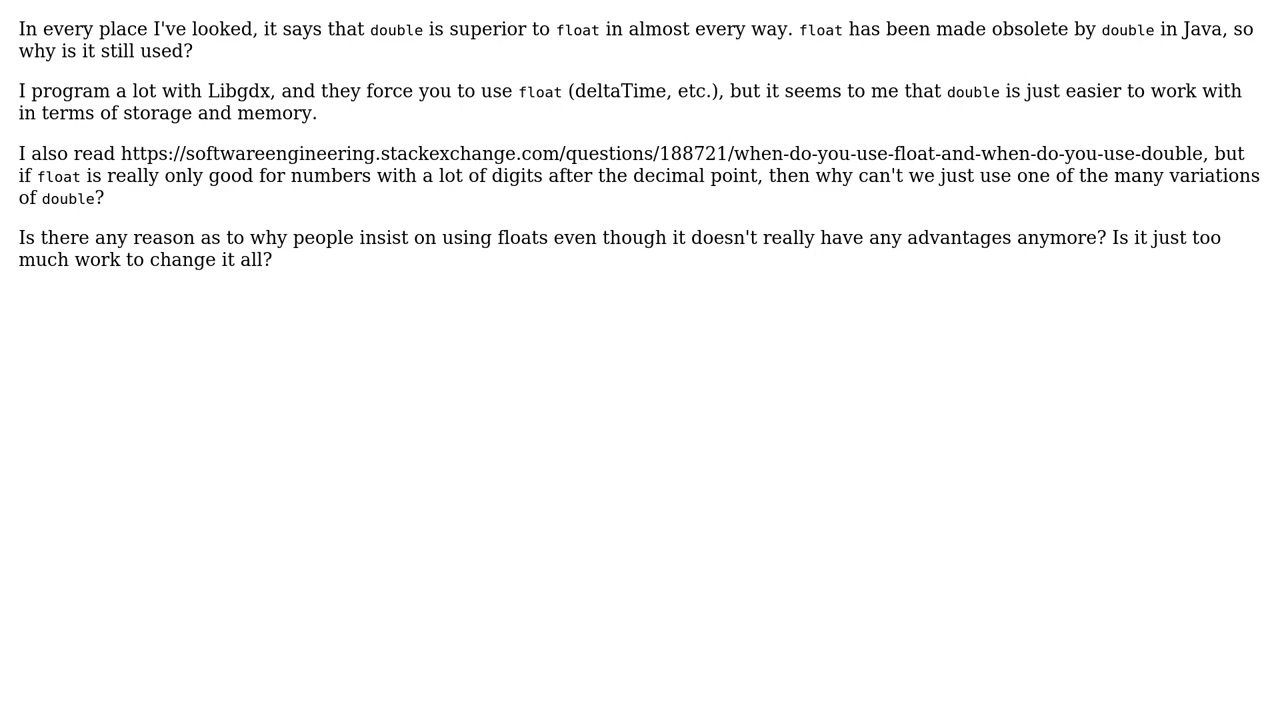 In every place I've looked, it says that double is superior to float in almost every way. float has been made obsolete by double in Java, so
why is it still used?
I program a lot with Libgdx, and they force you to use float (deltaTime, etc.), but it seems to me that double is just easier to work with
in terms of storage and memory.
I also read https://softwareengineering.stackexchange.com/questions/188721/when-do-you-use-float-and-when-do-you-use-double, but
if float is really only good for numbers with a lot of digits after the decimal point, then why can't we just use one of the many variations
of double?
Is there any reason as to why people insist on using floats even though it doesn't really have any advantages anymore? Is it just too
much work to change it all?